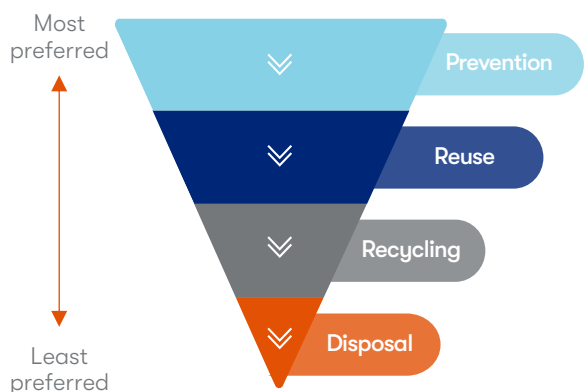 Most
preferred
Prevention
Reuse
Recycling
Disposal
Least
preferred